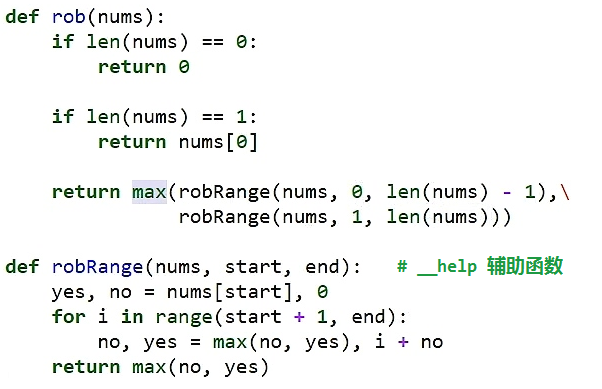 def rob(nums):
    if len(nums) == 0:
        return 0
    if len(nums) == 1:
        return nums[0]
    return max(robRange(nums, 0, len(nums) - 1),\
               robRange(nums, 1, len(nums)))
def robRange(nums, start, end):   # __help 辅助函数
    yes, no = nums[start], 0
    for i in range(start + 1, end):
        no, yes = max(no, yes), i + no
    return max(no, yes)